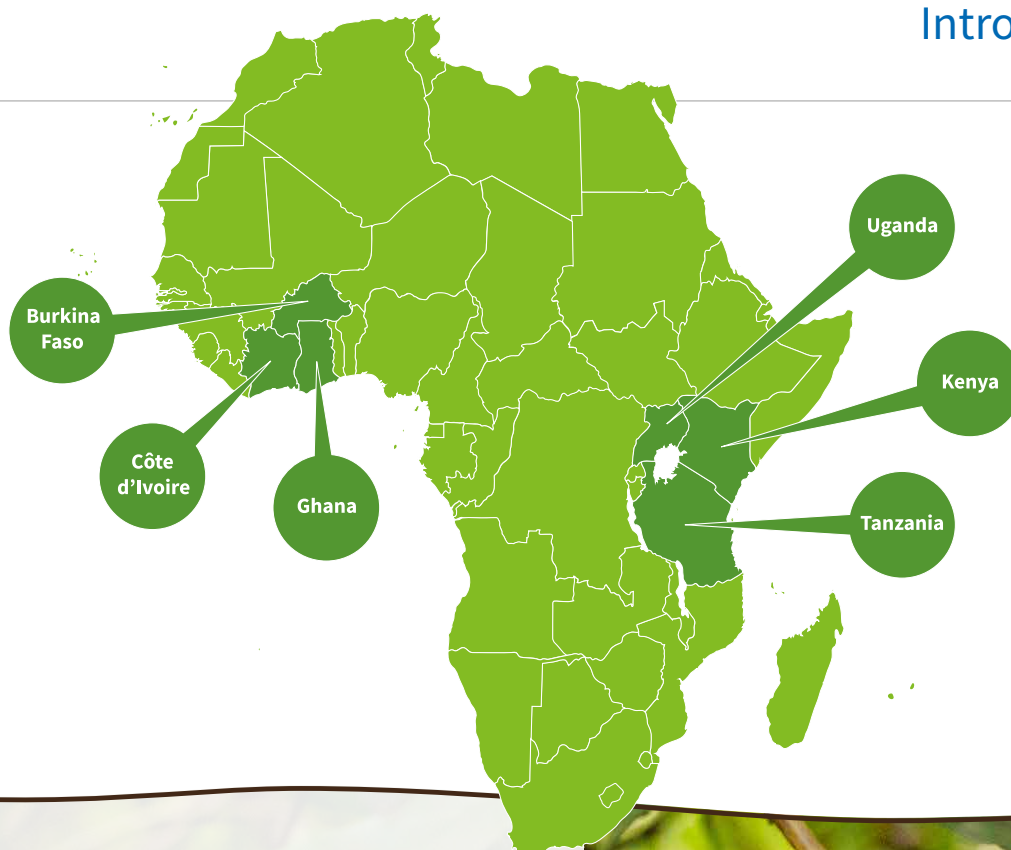 Intro
Uganda
Burkina
Faso
Kenya
Côte
d’Ivoire
Ghana
Tanzania